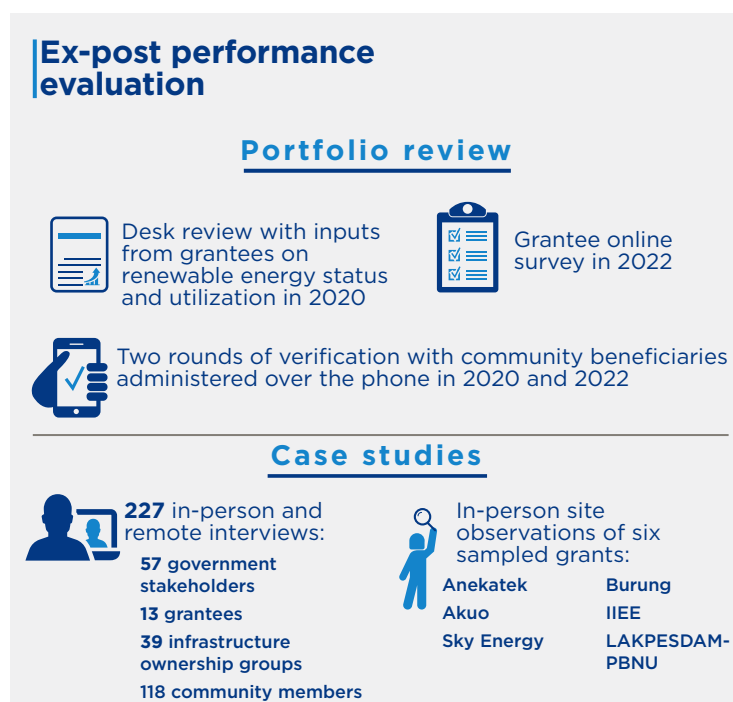 Ex-post performance
evaluation
Portfolio review
Desk review with inputs
from grantees on
renewable energy status
and utilization in 2020
Grantee online
survey in 2022
Two rounds of verification with community beneficiaries
administered over the phone in 2020 and 2022
Case studies
227 in-person and
remote interviews:
57 government
stakeholders
13 grantees
39 infrastructure
ownership groups
118 community members
In-person site
observations of six
sampled grants:
Anekatek
Akuo
Sky Energy
Burung
IIEE
LAKPESDAM-
PBNU